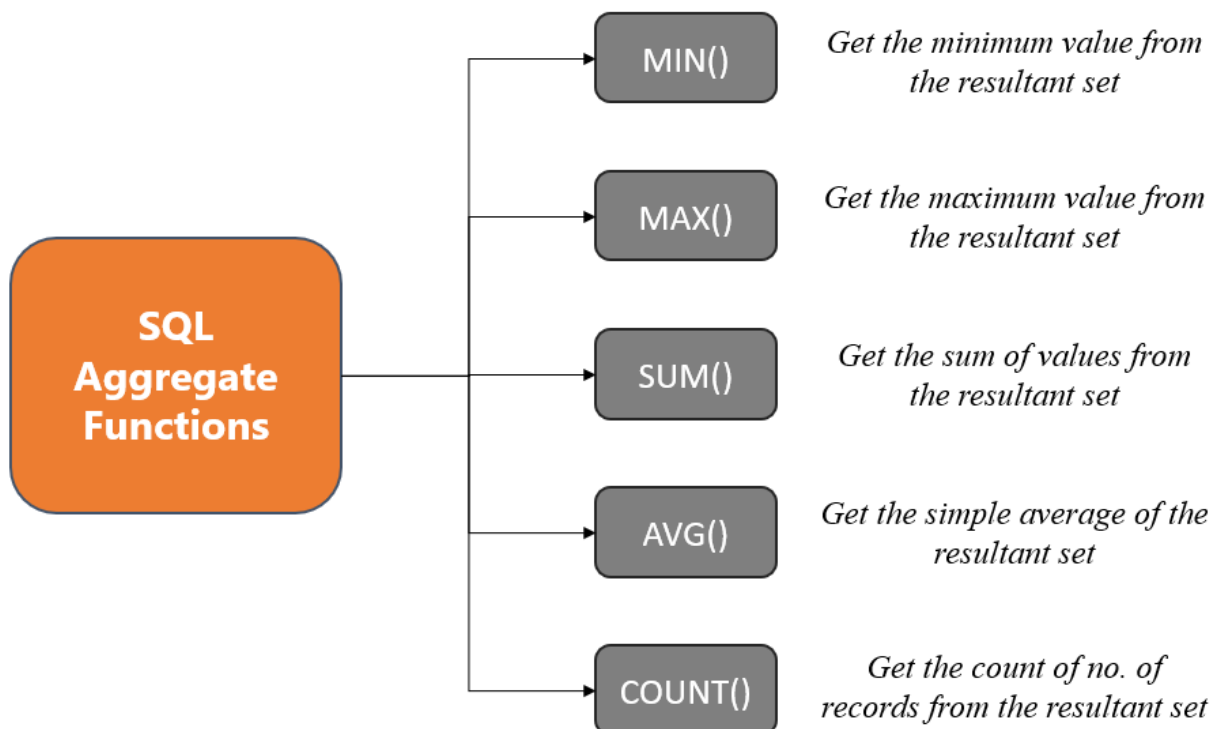 SQL
Aggregate
Functions
MIN()
Get the minimum value from
the resultant set
MAX()
Get the maximum value from
the resultant set
SUM()
Get the sum of values from
the resultant set
AVG()
Get the simple average of the
resultant set
COUNT()
Get the count of no. of
records from the resultant set